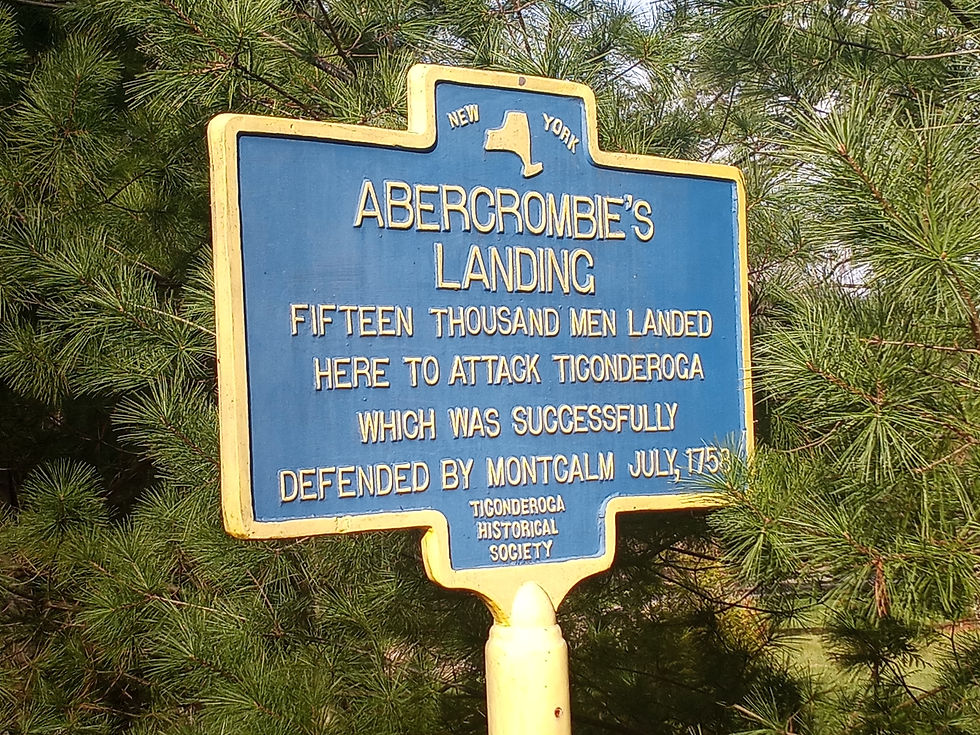 NEW YORK
ABERCROMBIE'S
LANDING
FIFTEEN THOUSAND MEN LANDED
HERE TO ATTACK TICONDEROGA
WHICH WAS SUCCESSFULLY
DEFENDED BY MONTCALM JULY, 1758
TICONDEROGA
HISTORICAL
SOCIETY